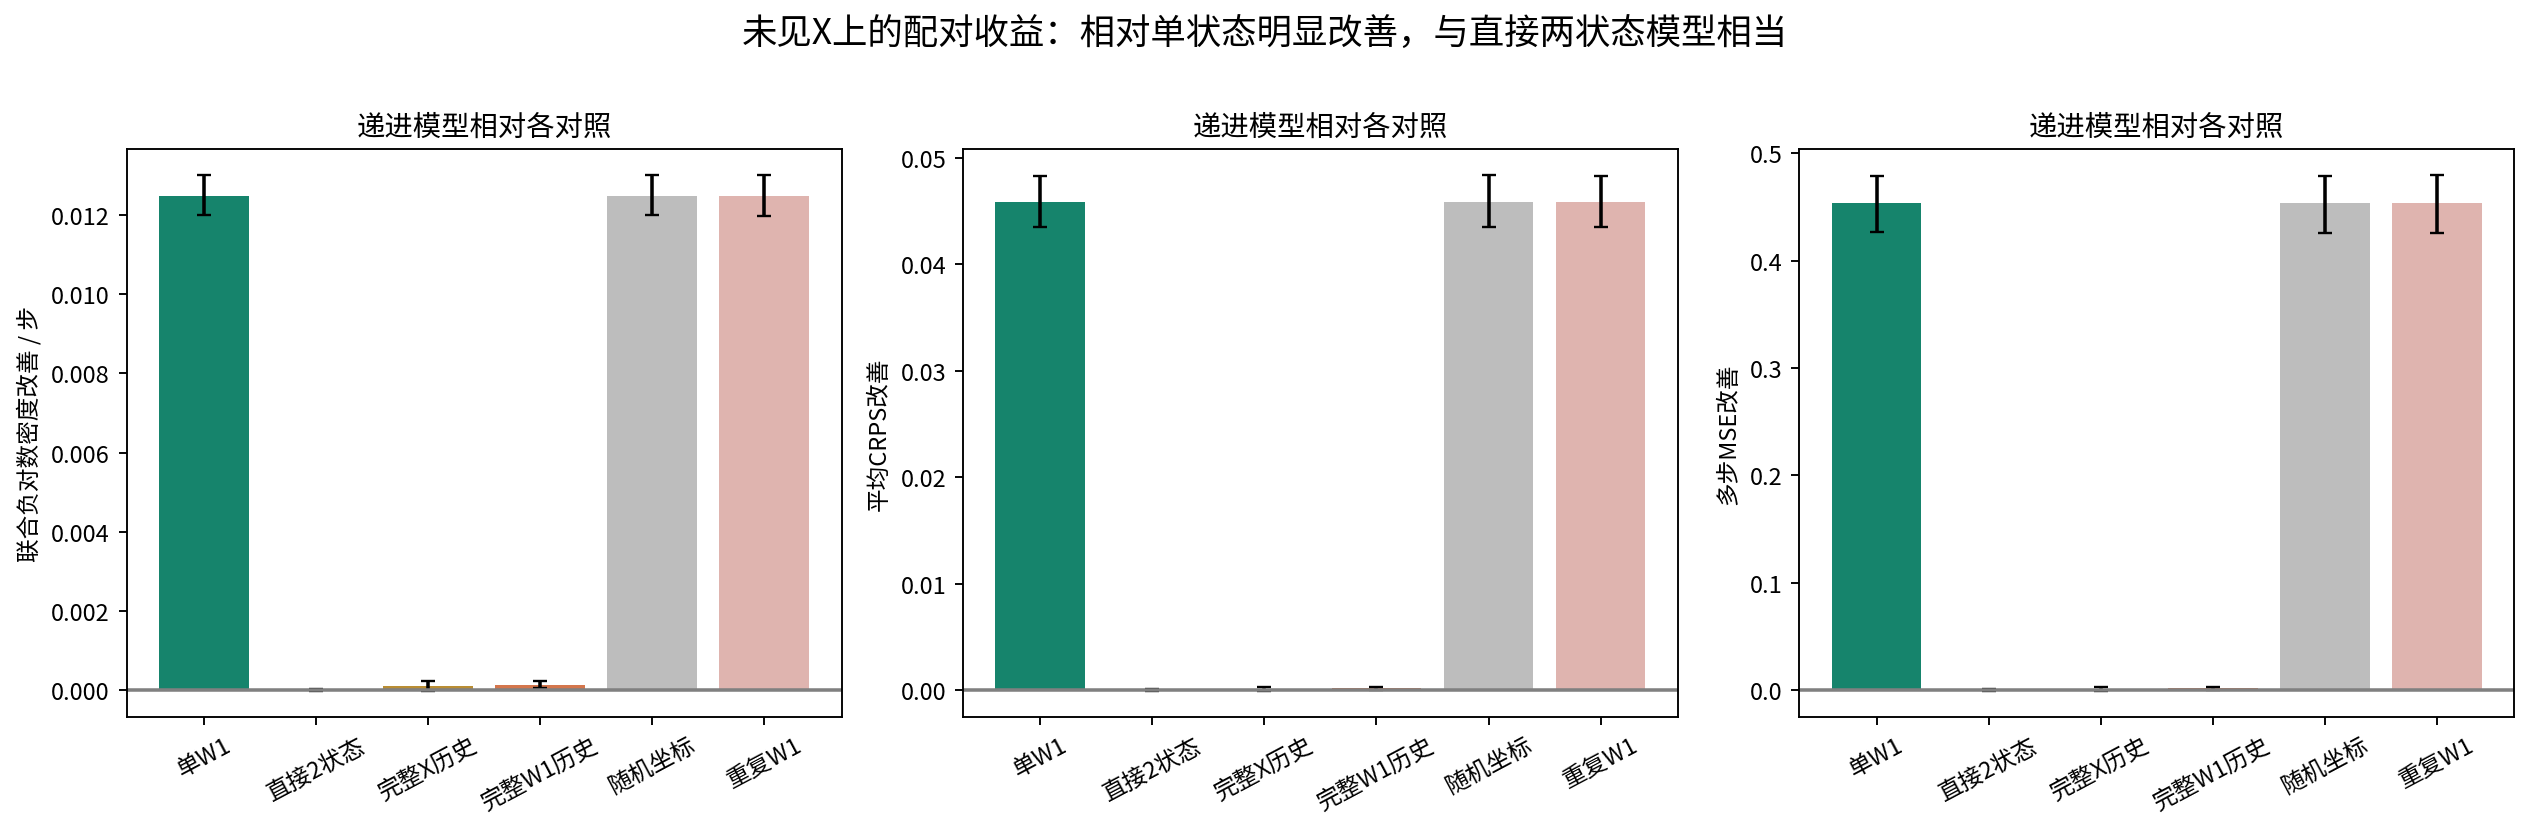 未见X上的配对收益：相对单状态明显改善，与直接两状态模型相当
递进模型相对各对照
联合负对数密度改善 / 步
0.012
0.010
0.008
0.006
0.004
0.002
0.000
单W1
直接2状态
完整X历史
完整W1历史
随机坐标
重复W1
递进模型相对各对照
平均CRPS改善
0.05
0.04
0.03
0.02
0.01
0.00
单W1
直接2状态
完整X历史
完整W1历史
随机坐标
重复W1
递进模型相对各对照
多步MSE改善
0.5
0.4
0.3
0.2
0.1
0.0
单W1
直接2状态
完整X历史
完整W1历史
随机坐标
重复W1